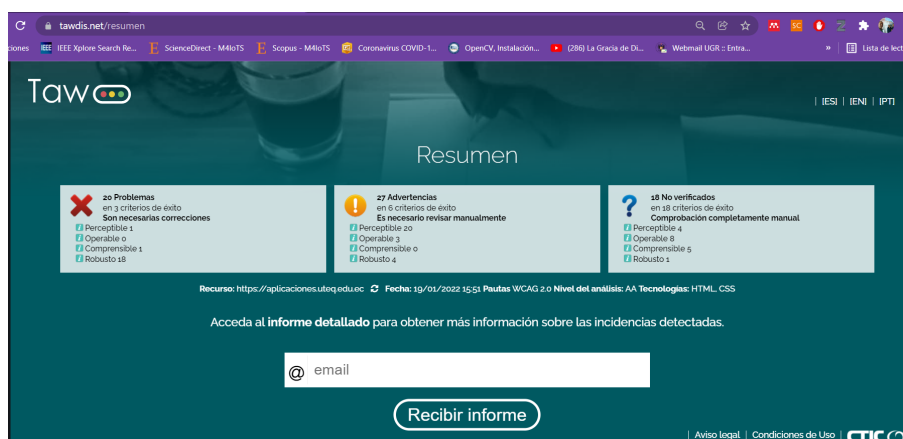 tawdis.net/resumen
ciones IEEE Xplore Search Re... ScienceDirect - M4IoTS Scopus - M4IoTS Coronavirus COVID-1... OpenCV, Instalación... (286) La Gracia de Di... Webmail UGR :: Entra... » Lista de lect
Taw
| [ES] | [EN] | [PT]
Resumen
20 Problemas
en 3 criterios de éxito
Son necesarias correcciones
Perceptible 1
Operable 0
Comprensible 1
Robusto 18
27 Advertencias
en 6 criterios de éxito
Es necesario revisar manualmente
Perceptible 20
Operable 3
Comprensible 0
Robusto 4
18 No verificados
en 18 criterios de éxito
Comprobación completamente manual
Perceptible 4
Operable 8
Comprensible 5
Robusto 1
Recurso: https://aplicaciones.uteq.edu.ec Fecha: 19/01/2022 15:51 Pautas WCAG 2.0 Nivel del análisis: AA Tecnologías: HTML, CSS
Acceda al informe detallado para obtener más información sobre las incidencias detectadas.
@ email
Recibir informe
| Aviso legal | Condiciones de Uso | CTIC